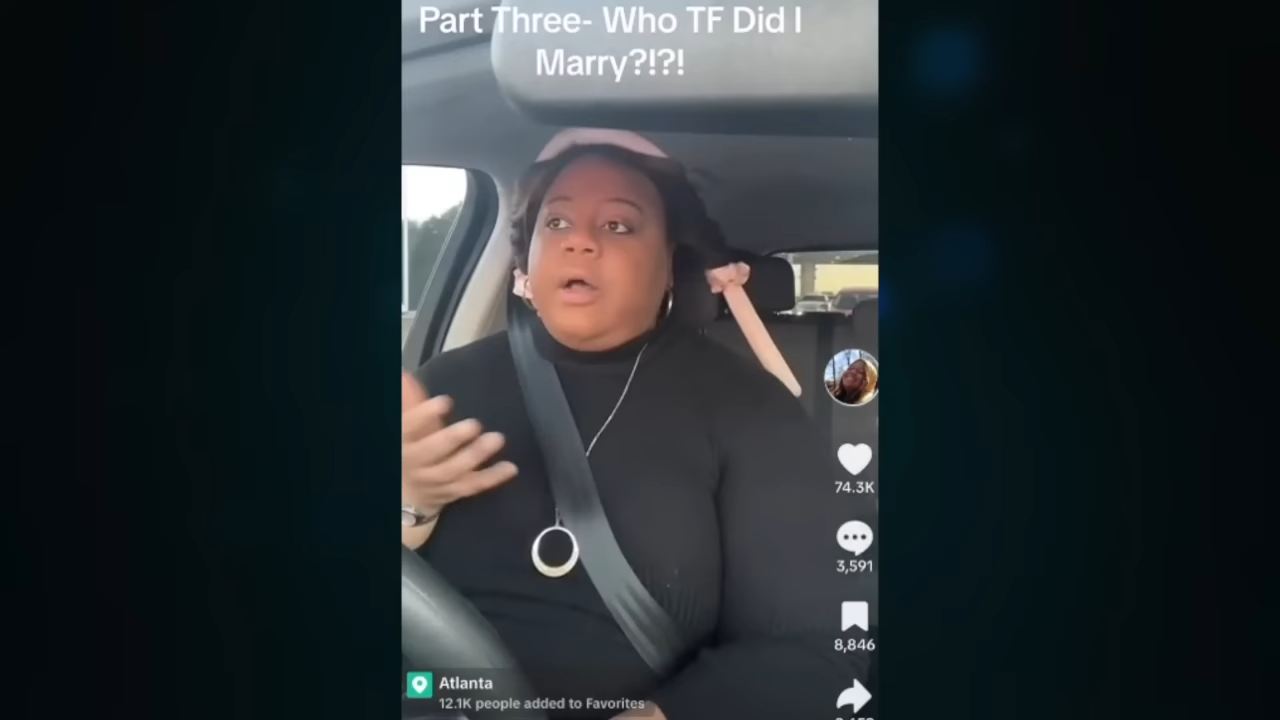 Part Three- Who TF Did I
Marry?!?!
74.3K
3,591
8,846
Atlanta
12.1K people added to Favorites